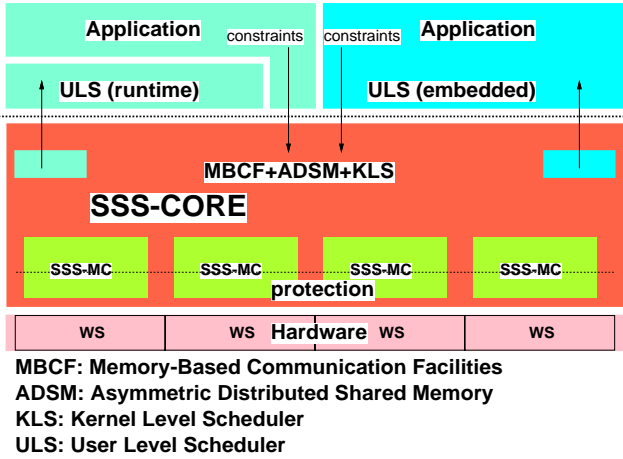 Application constraints constraints Application
ULS (runtime) ULS (embedded)
MBCF+ADSM+KLS
SSS-CORE
SSS-MC SSS-MC SSS-MC SSS-MC
protection
WS WS Hardware WS WS
MBCF: Memory-Based Communication Facilities
ADSM: Asymmetric Distributed Shared Memory
KLS: Kernel Level Scheduler
ULS: User Level Scheduler